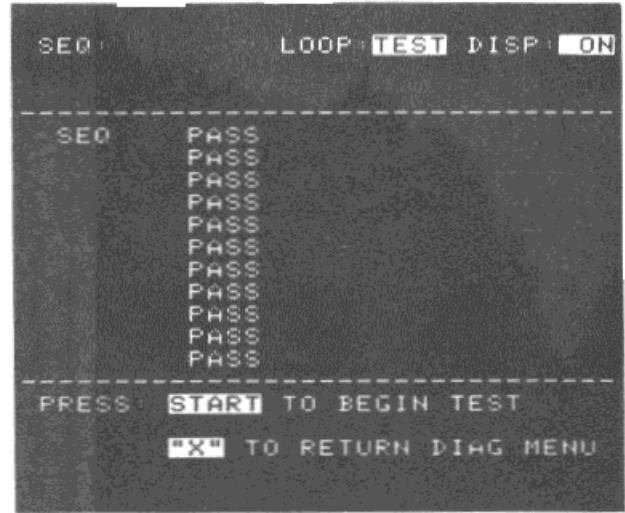 SEQ: LOOP: TEST DISP: ON
SEQ PASS
PASS
PASS
PASS
PASS
PASS
PASS
PASS
PASS
PASS
PASS
PRESS: START TO BEGIN TEST
"X" TO RETURN DIAG MENU